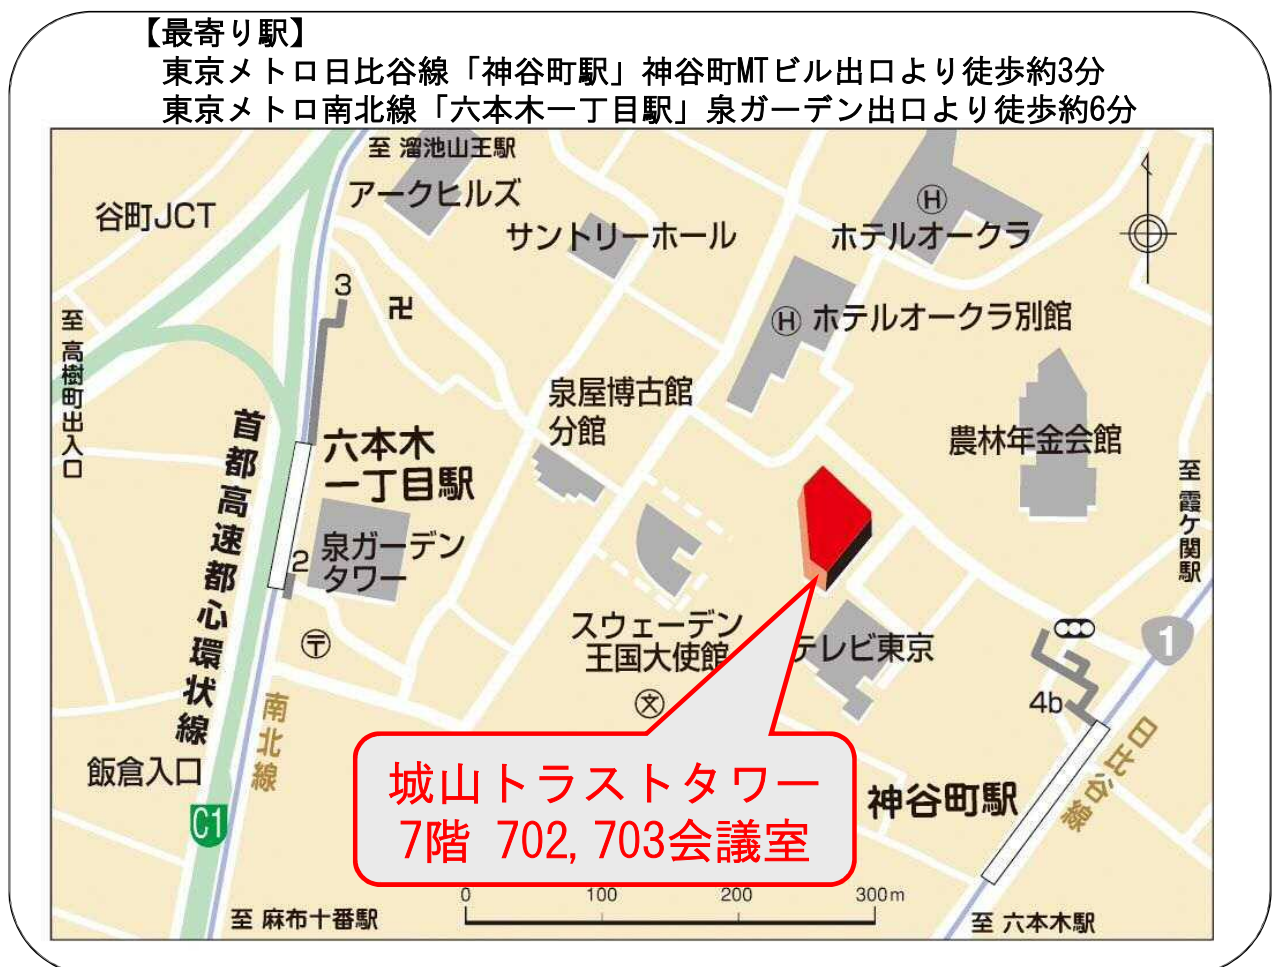 【最寄り駅】
東京メトロ日比谷線「神谷町駅」神谷町MTビル出口より徒歩約3分
東京メトロ南北線「六本木一丁目駅」泉ガーデン出口より徒歩約6分
至 溜池山王駅
アークヒルズ
谷町JCT
サントリーホール
H
ホテルオークラ
3
卍
至 高樹町出入口
H ホテルオークラ別館
泉屋博古館
分館
首都高速都心環状線
六本木
一丁目駅
農林年金会館
至 霞ケ関駅
2
泉ガーデン
タワー
〒
スウェーデン
王国大使館
文
テレビ東京
1
4b
南北線
日比谷線
飯倉入口
C1
城山トラストタワー
7階 702, 703会議室
神谷町駅
0 100 200 300m
至 麻布十番駅
至 六本木駅